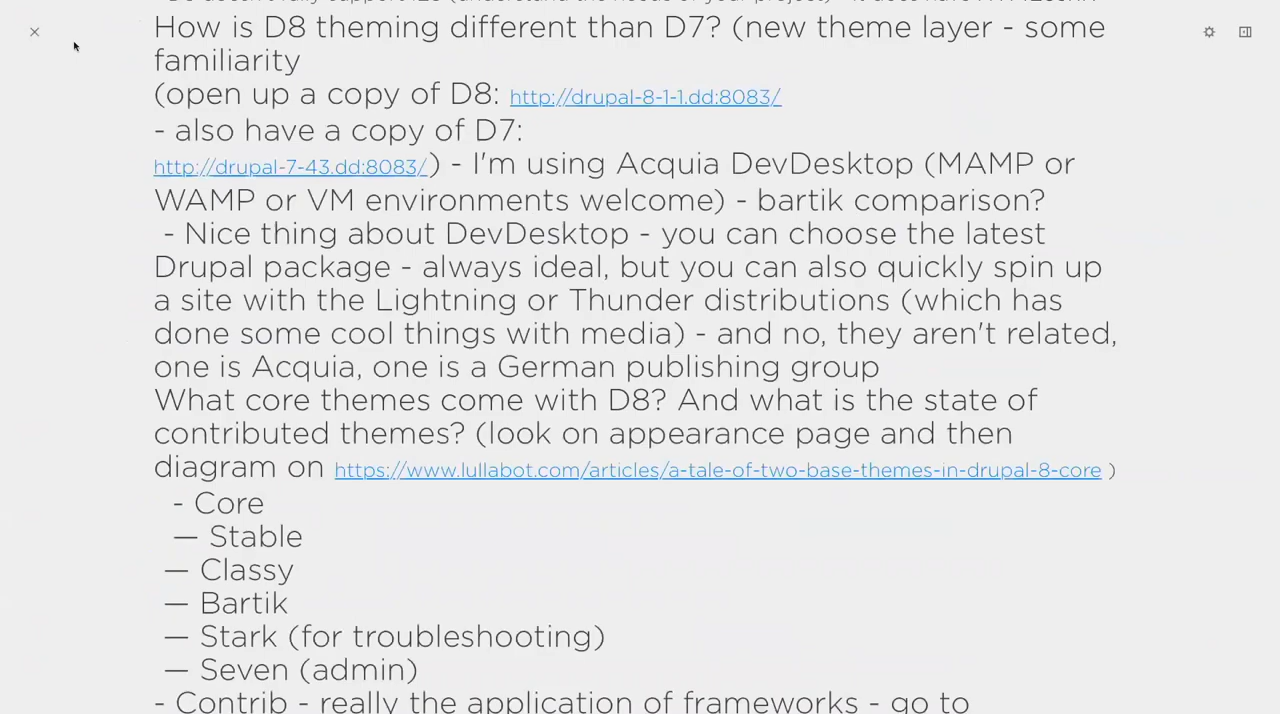 How is D8 theming different than D7? (new theme layer - some
familiarity
(open up a copy of D8: http://drupal-8-1-1.dd:8083/
- also have a copy of D7:
http://drupal-7-43.dd:8083/) - I'm using Acquia DevDesktop (MAMP or
WAMP or VM environments welcome) - bartik comparison?
- Nice thing about DevDesktop - you can choose the latest
Drupal package - always ideal, but you can also quickly spin up
a site with the Lightning or Thunder distributions (which has
done some cool things with media) - and no, they aren't related,
one is Acquia, one is a German publishing group
What core themes come with D8? And what is the state of
contributed themes? (look on appearance page and then
diagram on https://www.lullabot.com/articles/a-tale-of-two-base-themes-in-drupal-8-core )
- Core
— Stable
— Classy
— Bartik
— Stark (for troubleshooting)
— Seven (admin)
- Contrib - really the application of frameworks - go to